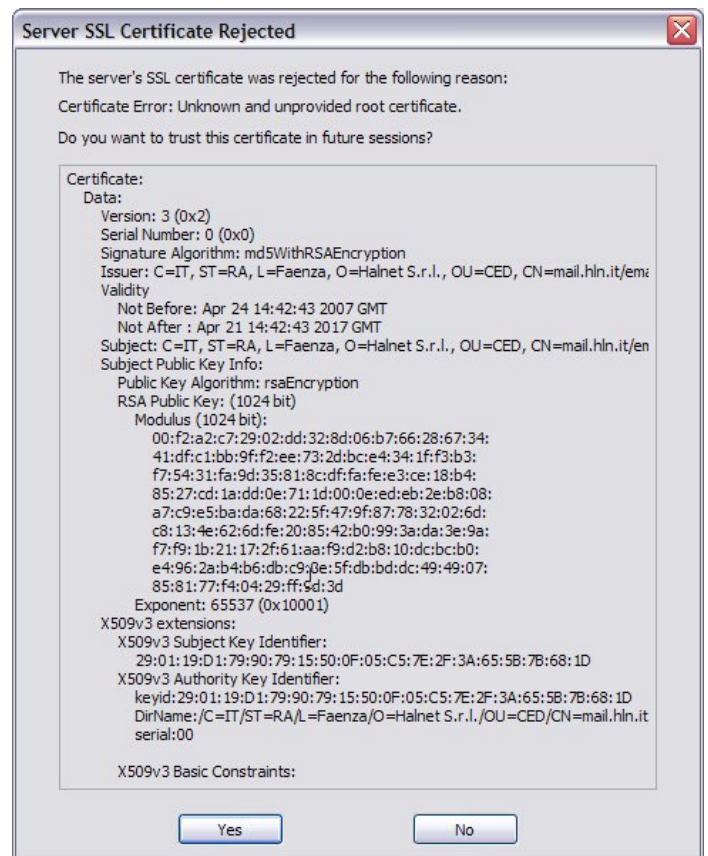 Server SSL Certificate Rejected
The server's SSL certificate was rejected for the following reason:
Certificate Error: Unknown and unprovided root certificate.
Do you want to trust this certificate in future sessions?
Certificate:
Data:
Version: 3 (0x2)
Serial Number: 0 (0x0)
Signature Algorithm: md5WithRSAEncryption
Issuer: C=IT, ST=RA, L=Faenza, O=Halnet S.r.l., OU=CED, CN=mail.hln.it/ema
Validity
Not Before: Apr 24 14:42:43 2007 GMT
Not After : Apr 21 14:42:43 2017 GMT
Subject: C=IT, ST=RA, L=Faenza, O=Halnet S.r.l., OU=CED, CN=mail.hln.it/em
Subject Public Key Info:
Public Key Algorithm: rsaEncryption
RSA Public Key: (1024 bit)
Modulus (1024 bit):
00:f2:a2:c7:29:02:dd:32:8d:06:b7:66:28:67:34:
41:df:c1:bb:9f:f2:ee:73:2d:bc:e4:34:1f:f3:b3:
f7:54:31:fa:9d:35:81:8c:df:fa:fe:e3:ce:18:b4:
85:27:cd:1a:dd:0e:71:1d:00:0e:ed:eb:2e:b8:08:
a7:c9:e5:ba:da:68:22:5f:47:9f:87:78:32:02:6d:
c8:13:4e:62:6d:fe:20:85:42:b0:99:3a:da:3e:9a:
f7:f9:1b:21:17:2f:61:aa:f9:d2:b8:10:dc:bc:b0:
e4:96:2a:b4:b6:db:c9:8e:5f:db:bd:dc:49:49:07:
85:81:77:f4:04:29:ff:5d:3d
Exponent: 65537 (0x10001)
X509v3 extensions:
X509v3 Subject Key Identifier:
29:01:19:D1:79:90:79:15:50:0F:05:C5:7E:2F:3A:65:5B:7B:68:1D
X509v3 Authority Key Identifier:
keyid:29:01:19:D1:79:90:79:15:50:0F:05:C5:7E:2F:3A:65:5B:7B:68:1D
DirName:/C=IT/ST=RA/L=Faenza/O=Halnet S.r.l./OU=CED/CN=mail.hln.it
serial:00
X509v3 Basic Constraints:
Yes
No